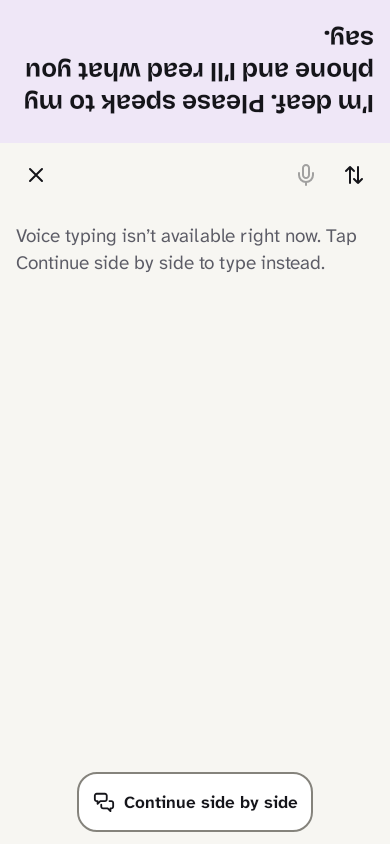 I'm deaf. Please speak to my
phone and I'll read what you
say.
Voice typing isn’t available right now. Tap
Continue side by side to type instead.
Continue side by side